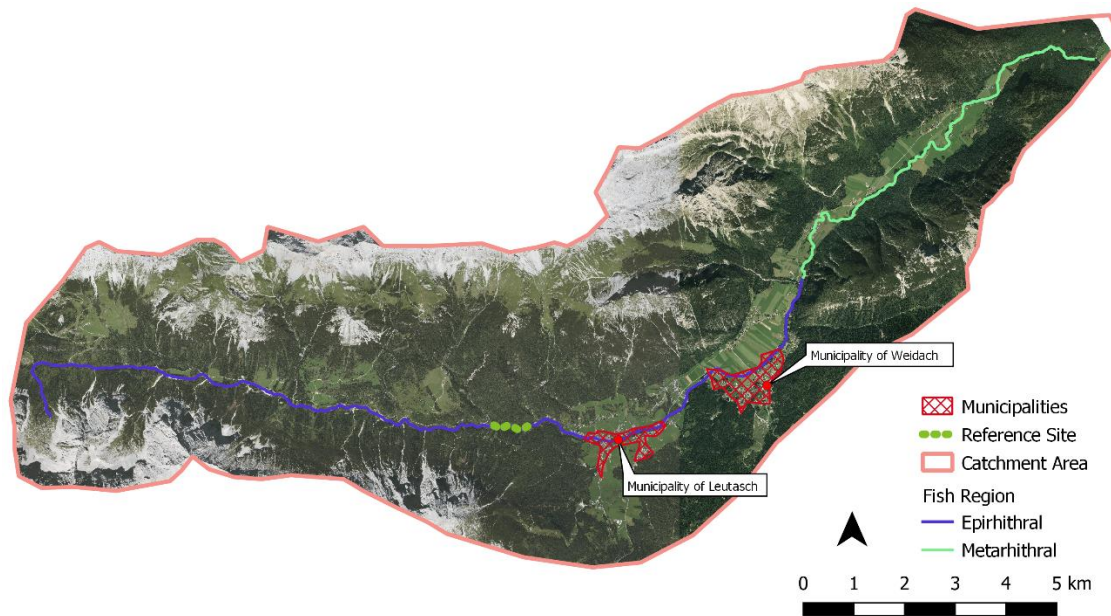 Municipality of Weidach
Municipality of Leutasch
Municipalities
Reference Site
Catchment Area
Fish Region
Epirhithral
Metarhithral
0 1 2 3 4 5 km